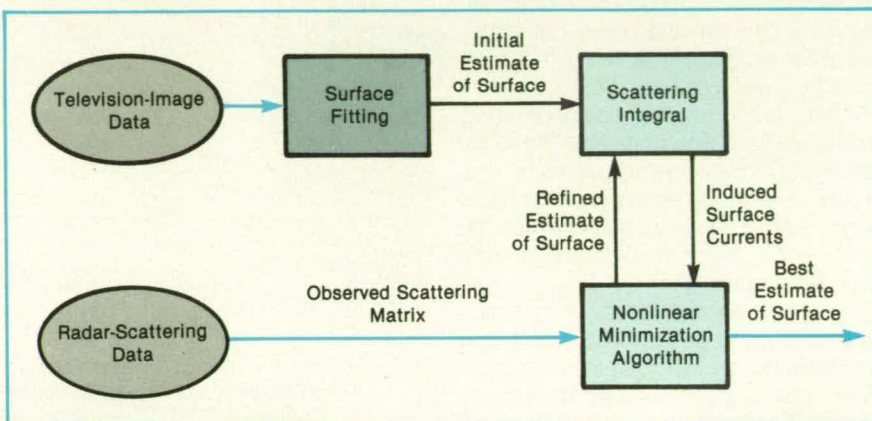 Television-Image
Data
Surface
Fitting
Initial
Estimate
of Surface
Scattering
Integral
Refined
Estimate
of Surface
Induced
Surface
Currents
Radar-Scattering
Data
Observed Scattering
Matrix
Nonlinear
Minimization
Algorithm
Best
Estimate
of Surface